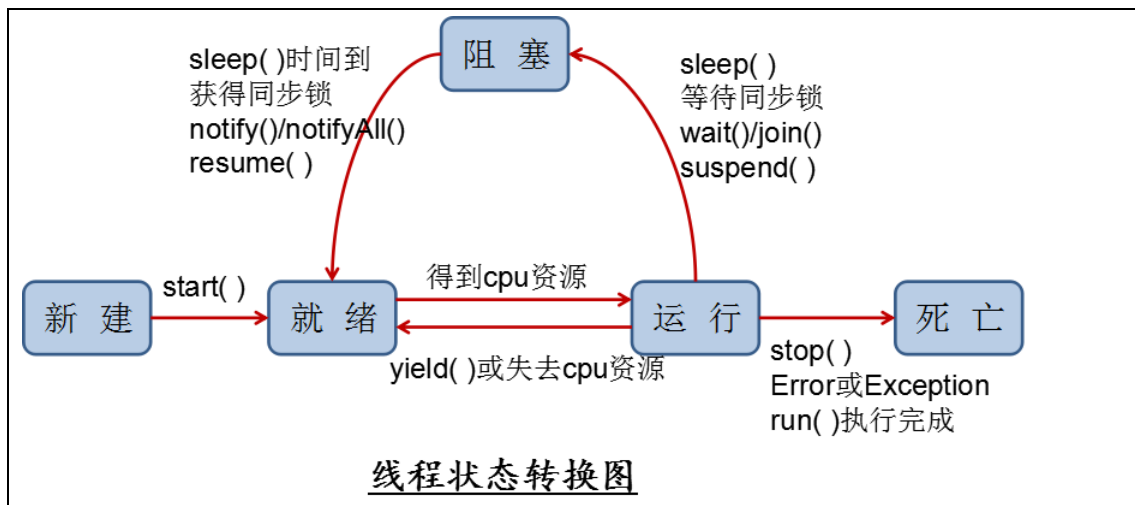 阻 塞
sleep( )时间到
获得同步锁
notify()/notifyAll()
resume( )
sleep( )
等待同步锁
wait()/join()
suspend( )
新 建
start( )
就 绪
得到cpu资源
yield( )或失去cpu资源
运 行
死 亡
stop()
Error或Exception
run( )执行完成
线程状态转换图